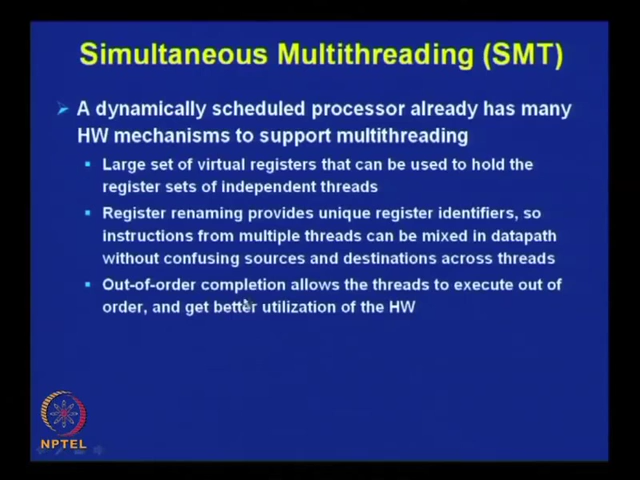 Simultaneous Multithreading (SMT)
A dynamically scheduled processor already has many
HW mechanisms to support multithreading
Large set of virtual registers that can be used to hold the
register sets of independent threads
Register renaming provides unique register identifiers, so
instructions from multiple threads can be mixed in datapath
without confusing sources and destinations across threads
Out-of-order completion allows the threads to execute out of
order, and get better utilization of the HW
NPTEL